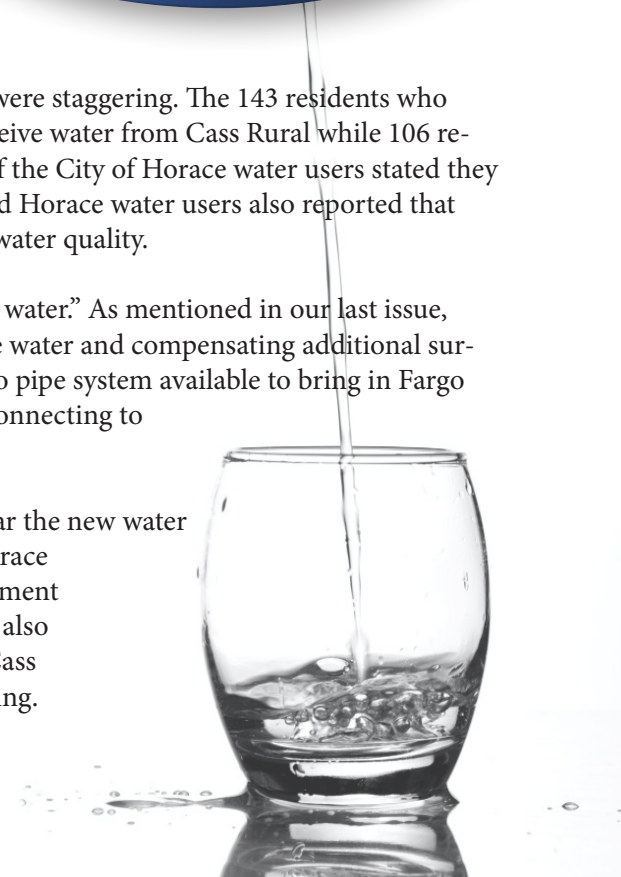 were staggering. The 143 residents who
eive water from Cass Rural while 106 re-
f the City of Horace water users stated they
d Horace water users also reported that
water quality.
water.” As mentioned in our last issue,
e water and compensating additional sur-
o pipe system available to bring in Fargo
onnecting to
ar the new water
race
ment
also
Cass
ng.